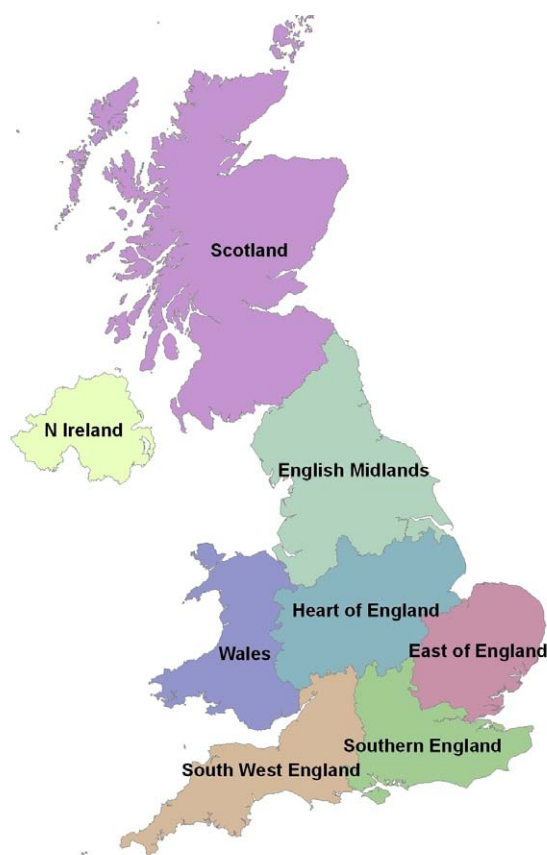 Scotland
N Ireland
English Midlands
Heart of England
East of England
Wales
Southern England
South West England